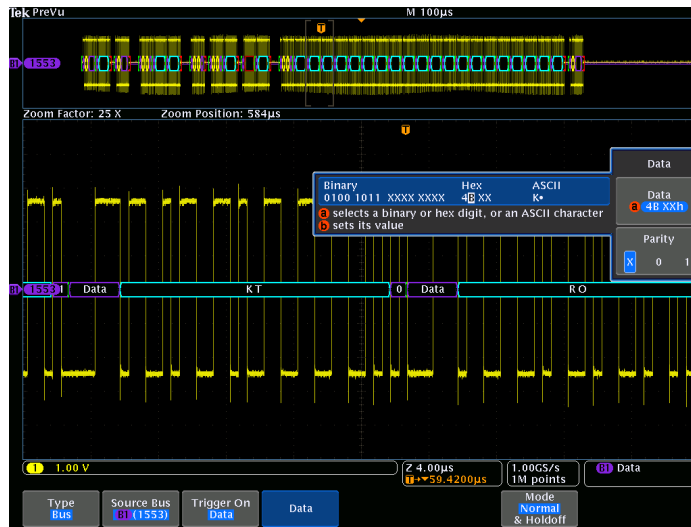 Tek PreVu M 100μs
T
B1 1553
Zoom Factor: 25 X Zoom Position: 584μs
T
Data
Binary Hex ASCII
0100 1011 XXXX XXXX 4B XX K•
a selects a binary or hex digit, or an ASCII character
b sets its value
Data
a 4B XXh
Parity
X 0 1
B1 1553 Data KT 0 Data RO
1 1.00 V
Z 4.00μs
T→▼59.4200μs
1.00GS/s
1M points
B1 Data
Type
Bus
Source Bus
B1 (1553)
Trigger On
Data
Data
Mode
Normal
& Holdoff